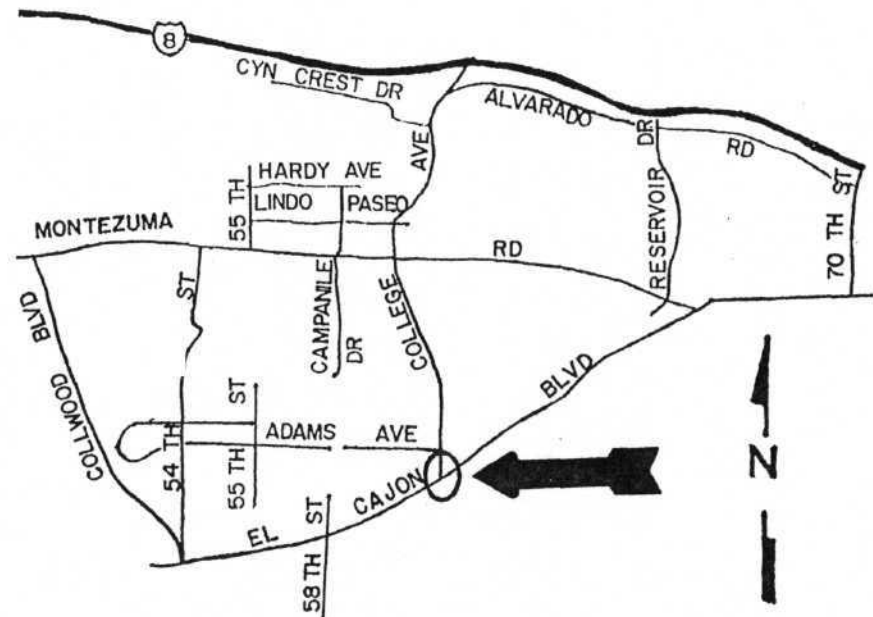 8
CYN CREST DR
ALVARADO
RD
AVE
DR
HARDY AVE
LINDO PASEO
55 TH
RESERVOIR
70 TH ST
MONTEZUMA
RD
COLLWOOD BLVD
ST
54 TH
CAMPANILE
DR
COLLEGE
BLVD
ST
55 TH
ADAMS AVE
N
EL CAJON
58 TH ST